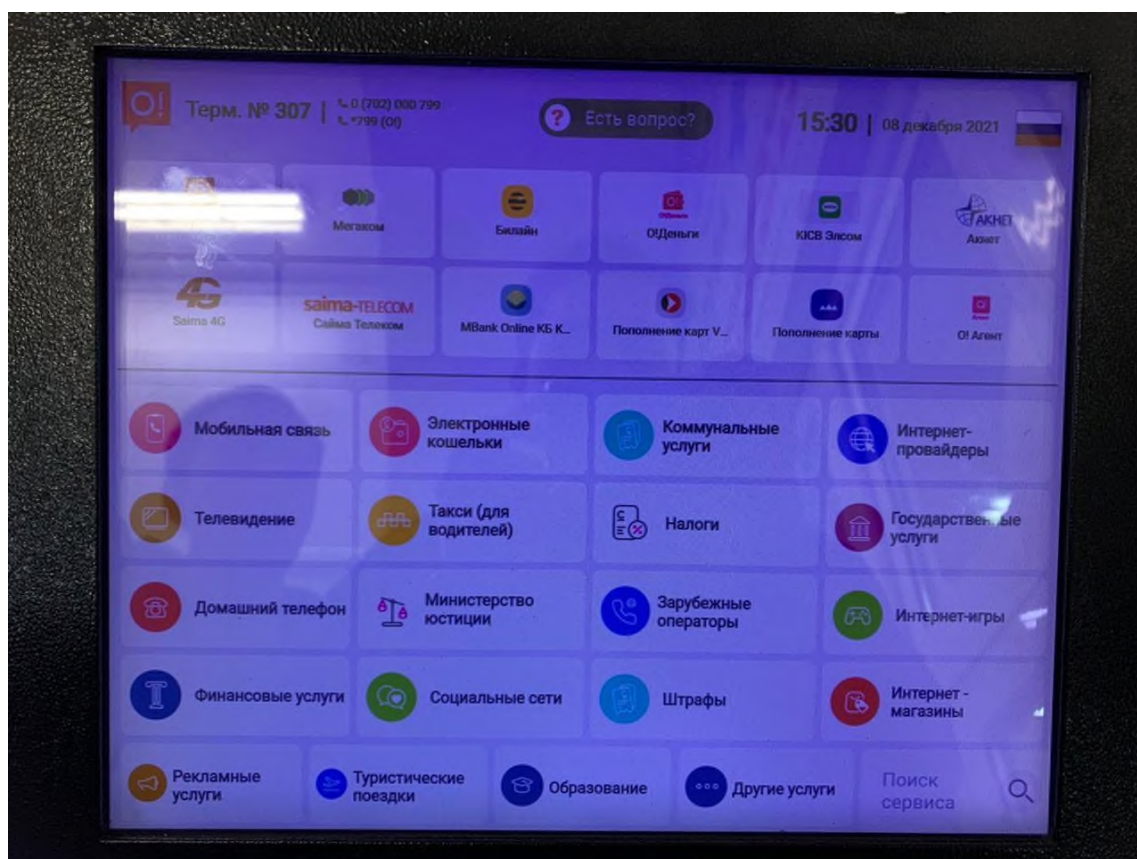 O!
Терм. № 307 | 0 (702) 000 799
*799 (O!)
? Есть вопрос?
15:30 | 08 декабря 2021
Мегаком
Билайн
O!
О!Деньги
О!Деньги
KICB Элсом
АКНЕТ
Акнет
4G
Saima 4G
saima-TELECOM
Сайма Телеком
MBank Online КБ К...
Пополнение карт V...
Пополнение карты
O!
Агент
O! Агент
Мобильная связь
Электронные
кошельки
Коммунальные
услуги
Интернет-
провайдеры
Телевидение
Такси (для
водителей)
Налоги
Государственные
услуги
Домашний телефон
Министерство
юстиции
Зарубежные
операторы
Интернет-игры
Финансовые услуги
Социальные сети
Штрафы
Интернет -
магазины
Рекламные
услуги
Туристические
поездки
Образование
Другие услуги
Поиск
сервиса